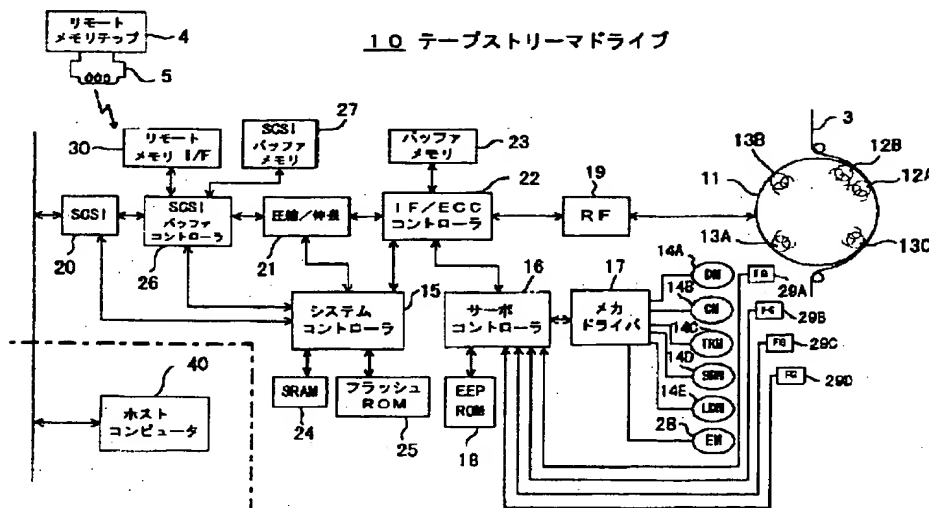 10 テープストリーマドライブ
リモート
メモリチップ
4
5
30
リモート
メモリ I/F
SCSI
バッファ
メモリ
27
バッファ
メモリ
23
3
13B
12B
12A
11
13A
13C
SCSI
20
SCSI
バッファコ
ントローラ
26
圧縮/伸長
21
IF/ECC
コントローラ
22
RF
19
システム
コントローラ
15
サーボ
コントローラ
16
メカ
ドライバ
17
14A
DM
14B
CM
14C
TRM
14D
14E
LDM
28
EM
29A
FG
29B
FG
29C
FG
29D
SRAM
24
フラッシュ
ROM
25
EEP
ROM
18
40
ホスト
コンピュータ